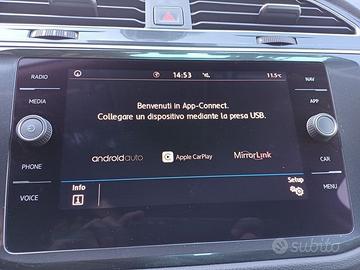 14:53
11.5°C
RADIO
NAV
MEDIA
APP
Benvenuti in App-Connect.
Collegare un dispositivo mediante la presa USB.
androidauto
Apple CarPlay
MirrorLink
PHONE
CAR
Info
Setup
VOICE
MENU
subito